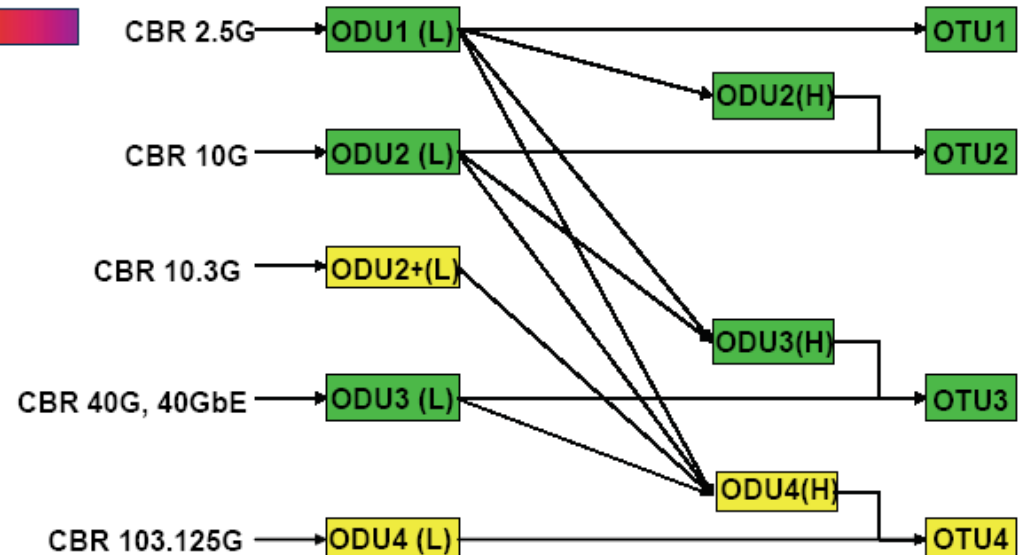 CBR 2.5G ODU1 (L) OTU1
ODU2(H)
CBR 10G ODU2 (L) OTU2
CBR 10.3G ODU2+(L)
ODU3(H)
CBR 40G, 40GbE ODU3 (L) OTU3
ODU4(H)
CBR 103.125G ODU4 (L) OTU4